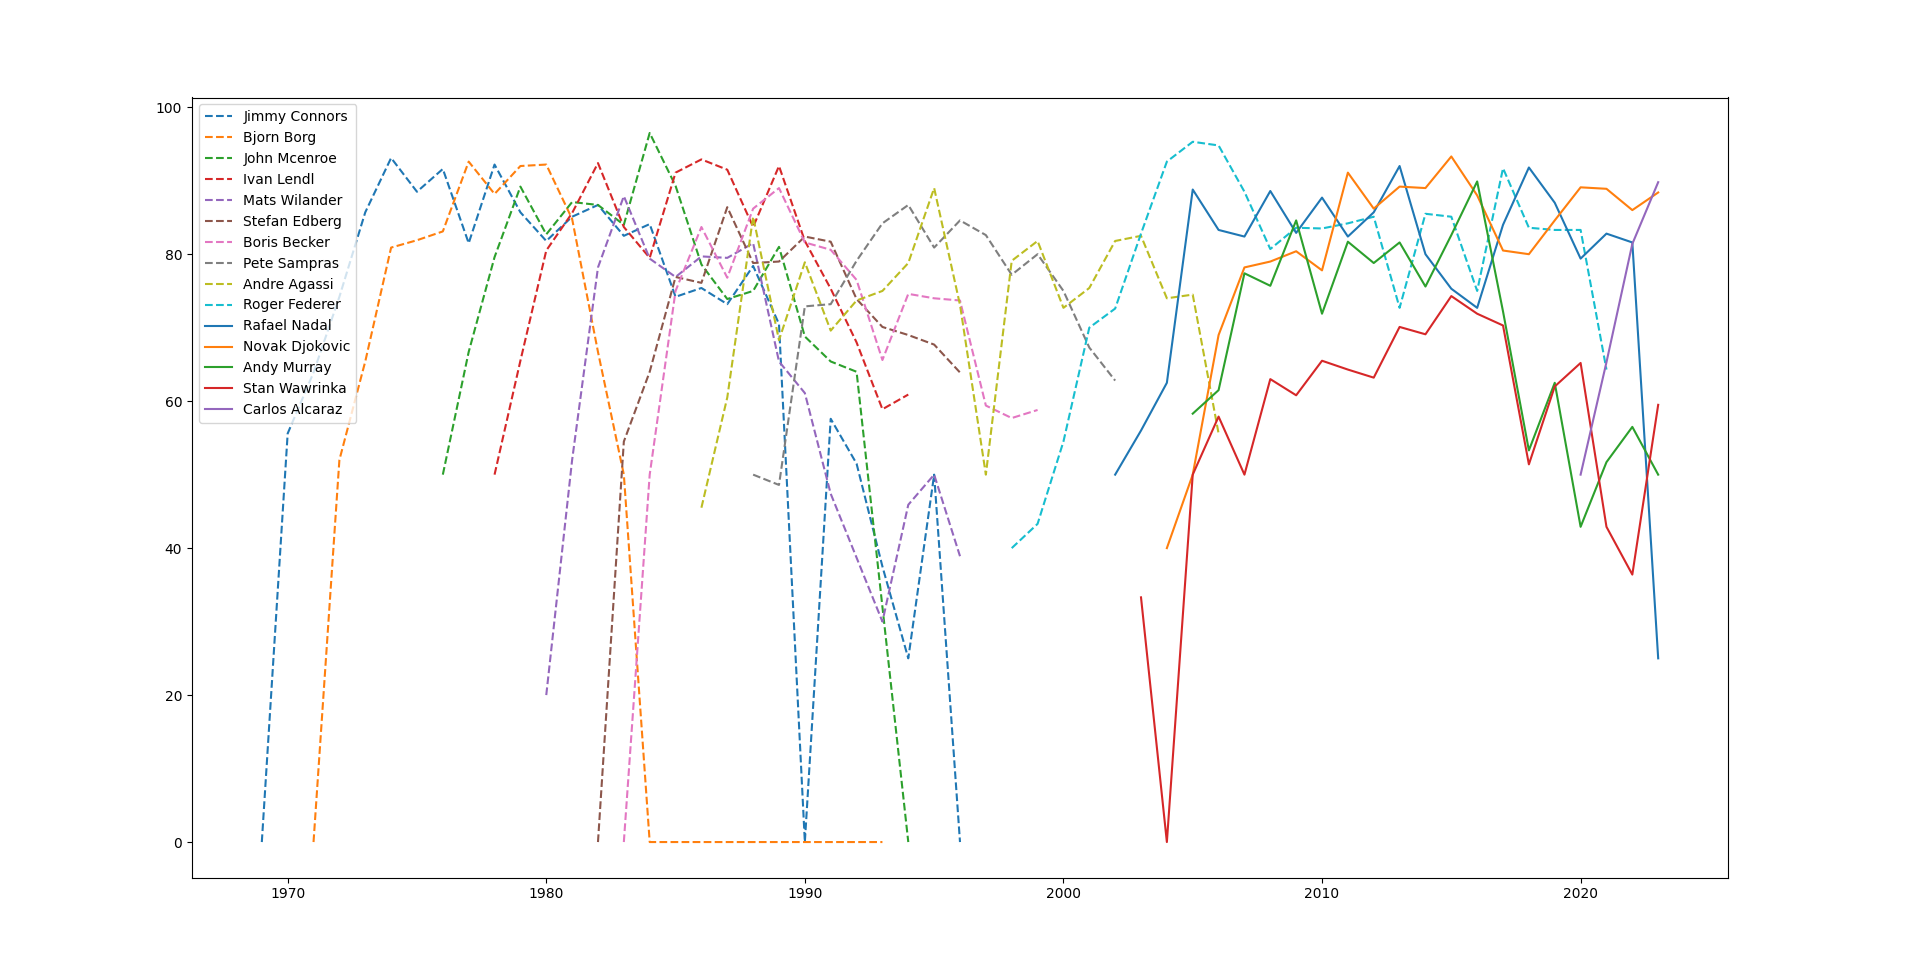 100
80
60
40
20
0
Jimmy Connors
Bjorn Borg
John Mcenroe
Ivan Lendl
Mats Wilander
Stefan Edberg
Boris Becker
Pete Sampras
Andre Agassi
Roger Federer
Rafael Nadal
Novak Djokovic
Andy Murray
Stan Wawrinka
Carlos Alcaraz
1970 1980 1990 2000 2010 2020